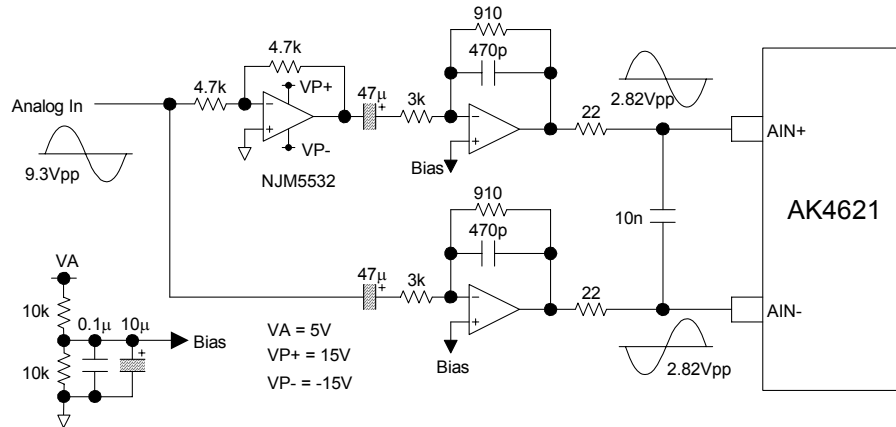 910
4.7k
470p
4.7k
VP+
47μ
+
3k
2.82Vpp
Analog In
−
+
−
+
22
AIN+
VP-
Bias
9.3Vpp
NJM5532
910
10n
AK4621
470p
VA
47μ
+
3k
22
AIN-
−
+
10k
0.1μ
10μ
+
Bias
VA = 5V
Bias
10k
VP+ = 15V
2.82Vpp
VP- = -15V